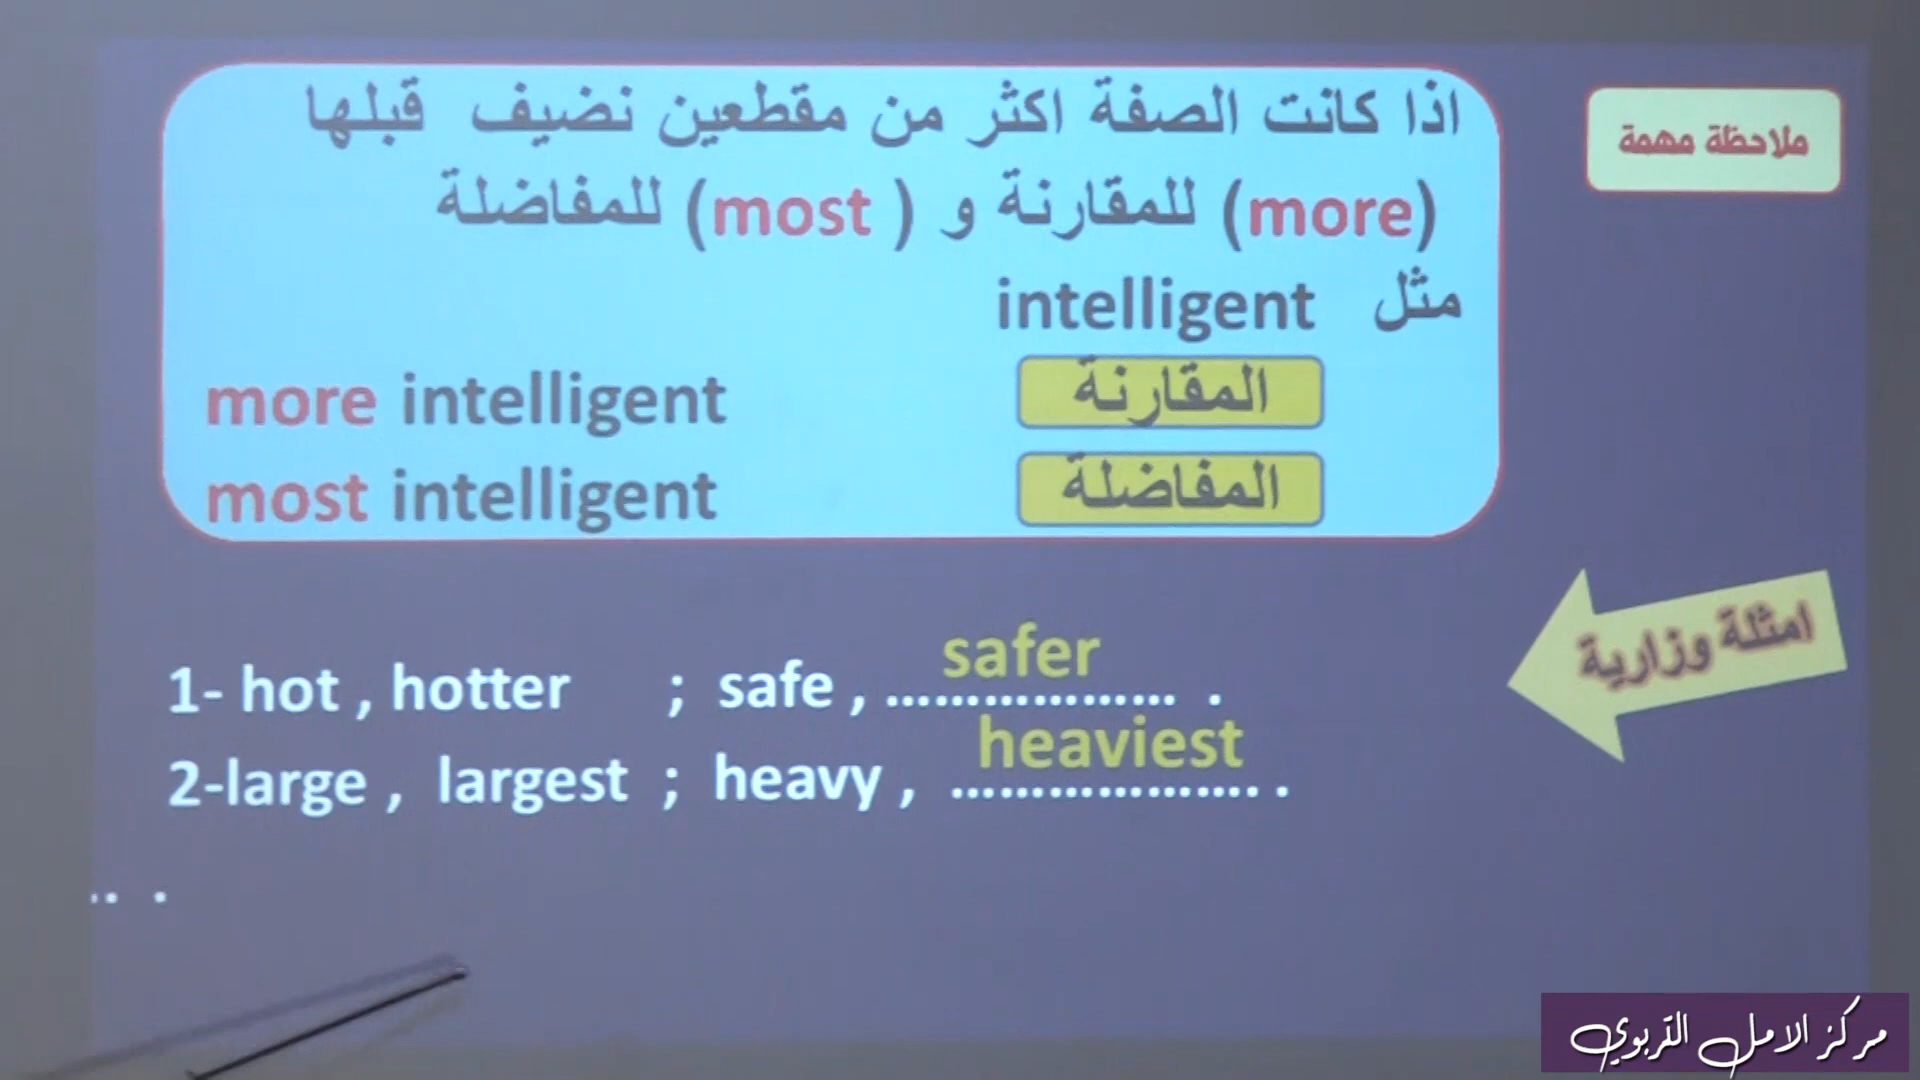 ملاحظة مهمة
اذا كانت الصفة اكثر من مقطعين نضيف قبلها
(more) للمقارنة و ( most) للمفاضلة
مثل intelligent
المقارنة more intelligent
المفاضلة most intelligent
امثلة وزارية
safer
1- hot , hotter ; safe , ……………… .
heaviest
2-large , largest ; heavy , ………………. .
.. .
مركز الامل التربوي